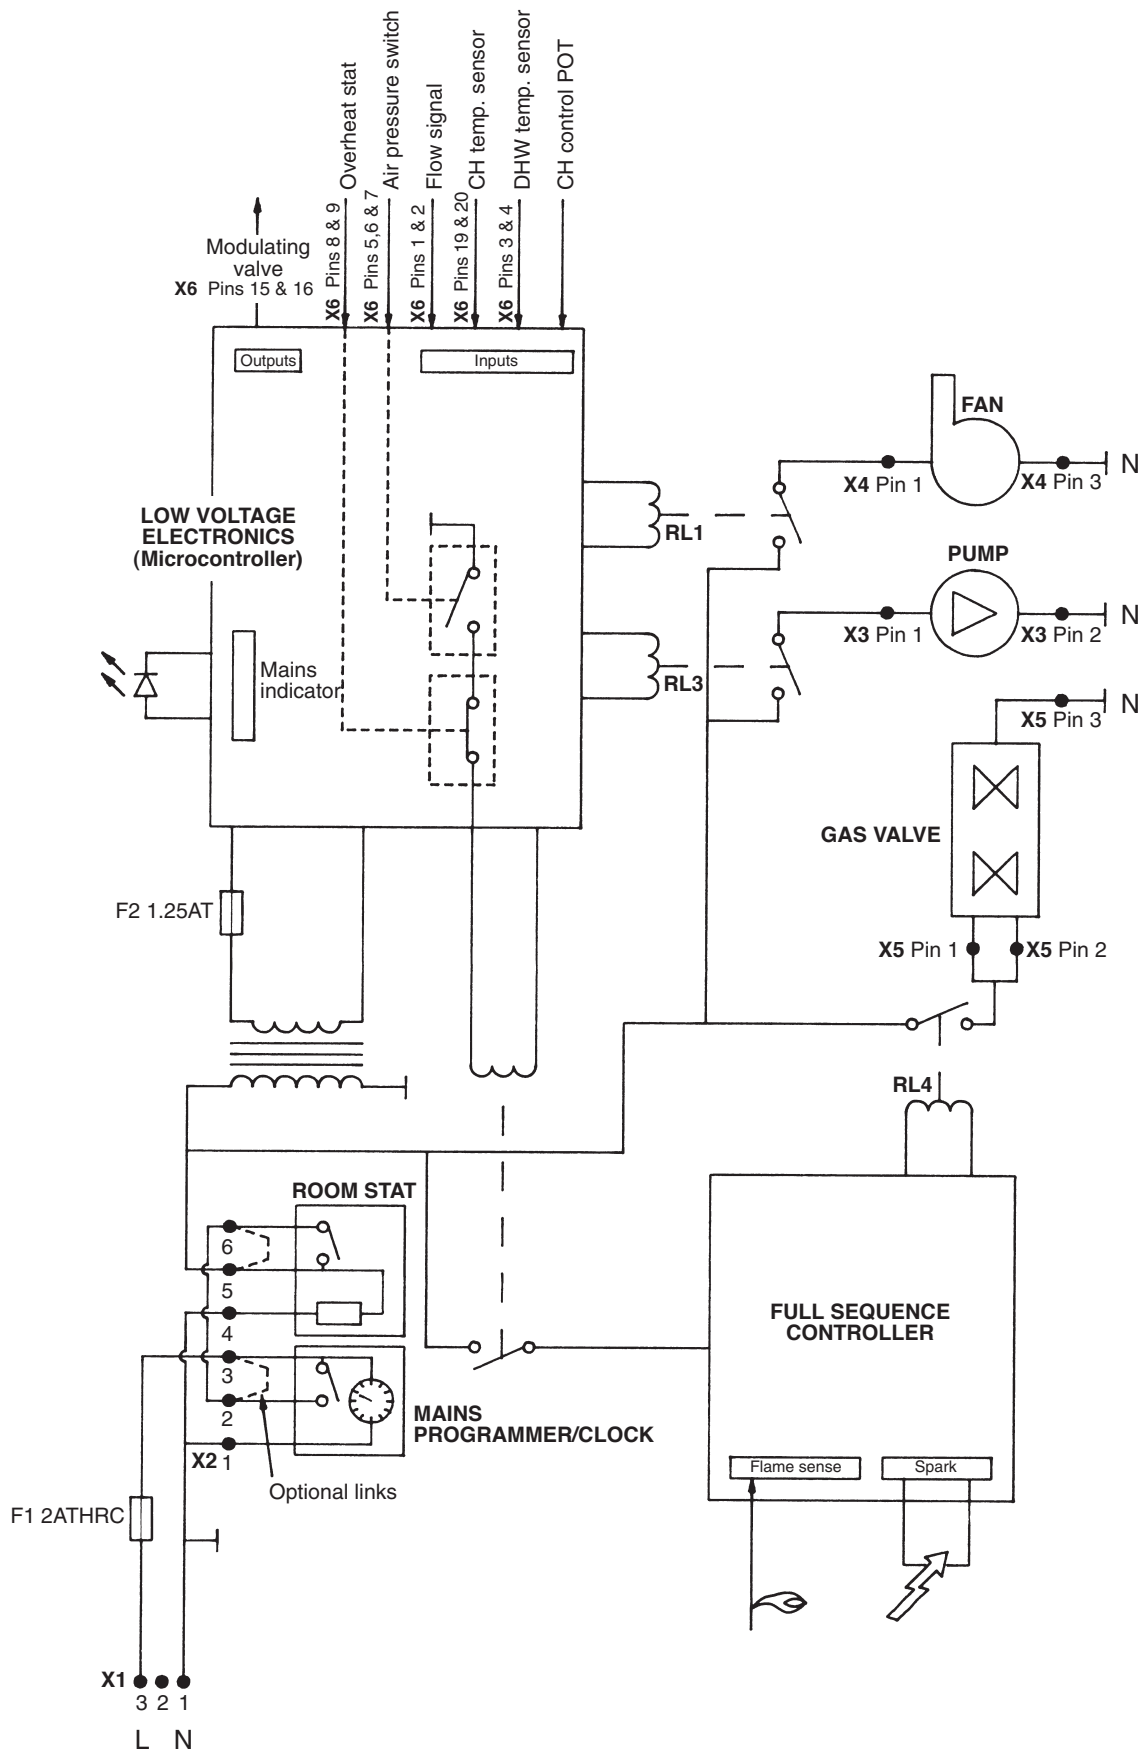 Overheat stat
Air pressure switch
Flow signal
CH temp. sensor
DHW temp. sensor
CH control POT
X6 Pins 8 & 9
X6 Pins 5,6 & 7
X6 Pins 1 & 2
X6 Pins 19 & 20
X6 Pins 3 & 4
Modulating
valve
X6 Pins 15 & 16
Outputs
Inputs
FAN
X4 Pin 1
X4 Pin 3
N
LOW VOLTAGE
ELECTRONICS
(Microcontroller)
RL1
PUMP
X3 Pin 1
X3 Pin 2
N
Mains
indicator
RL3
X5 Pin 3
N
GAS VALVE
F2 1.25AT
X5 Pin 1
X5 Pin 2
RL4
ROOM STAT
6
5
4
3
2
X2 1
FULL SEQUENCE
CONTROLLER
MAINS
PROGRAMMER/CLOCK
Optional links
Flame sense
Spark
F1 2ATHRC
X1
3 2 1
L N